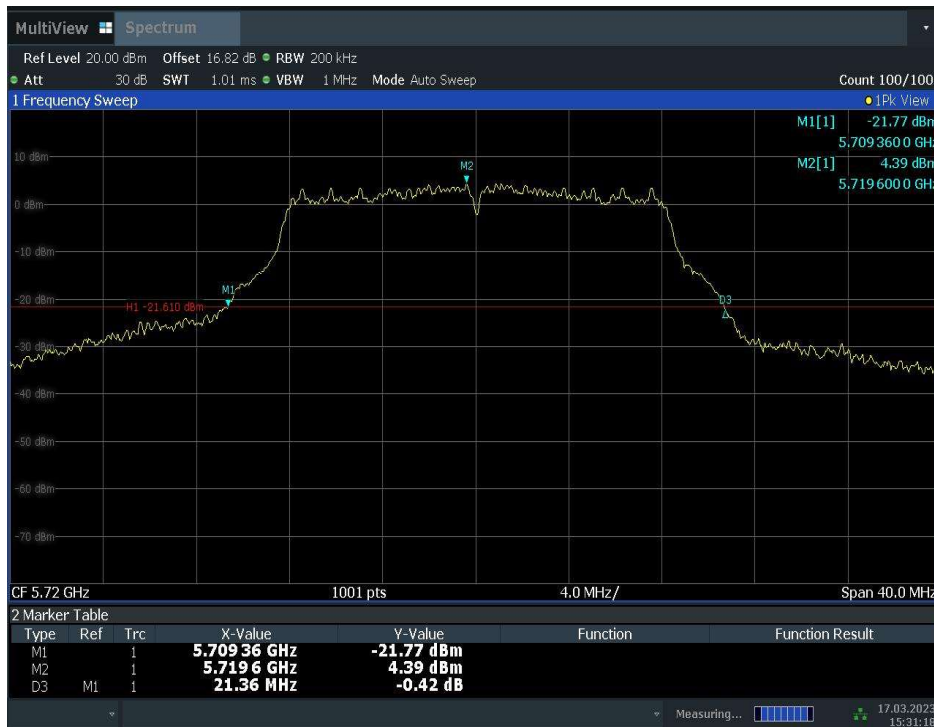 MultiView Spectrum
Ref Level 20.00 dBm Offset 16.82 dB RBW 200 kHz
Att 30 dB SWT 1.01 ms VBW 1 MHz Mode Auto Sweep Count 100/100
1 Frequency Sweep 1Pk View
M1[1] -21.77 dBm
5.709 360 0 GHz
M2[1] 4.39 dBm
5.719 600 0 GHz
10 dBm
M2
0 dBm
-10 dBm
M1
-20 dBm
D3
H1 -21.610 dBm
-30 dBm
-40 dBm
-50 dBm
-60 dBm
-70 dBm
CF 5.72 GHz 1001 pts 4.0 MHz/ Span 40.0 MHz
2 Marker Table
Type Ref Trc X-Value Y-Value Function Function Result
M1 1 5.709 36 GHz -21.77 dBm
M2 1 5.719 6 GHz 4.39 dBm
D3 M1 1 21.36 MHz -0.42 dB
Measuring... 17.03.2023
15:31:18